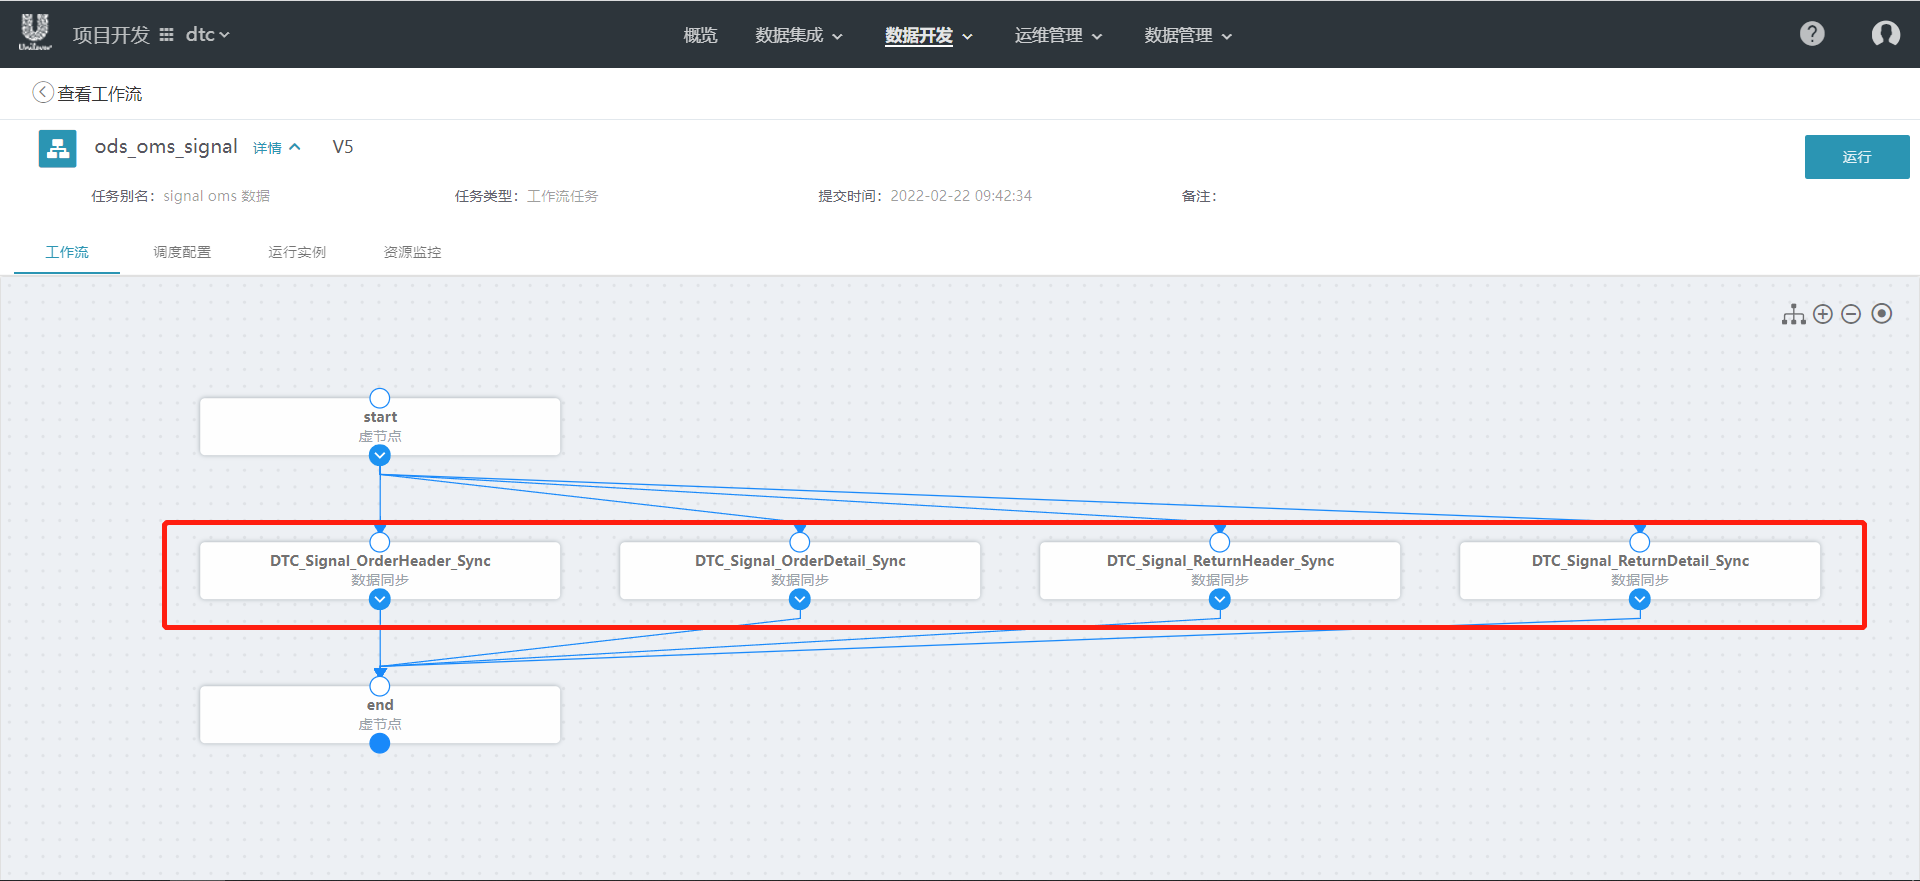 Unilever
项目开发 dtc
概览 数据集成 数据开发 运维管理 数据管理
?
查看工作流
ods_oms_signal 详情 V5
运行
任务别名： signal oms 数据 任务类型： 工作流任务 提交时间： 2022-02-22 09:42:34 备注：
工作流 调度配置 运行实例 资源监控
start
虚节点
DTC_Signal_OrderHeader_Sync
数据同步
DTC_Signal_OrderDetail_Sync
数据同步
DTC_Signal_ReturnHeader_Sync
数据同步
DTC_Signal_ReturnDetail_Sync
数据同步
end
虚节点